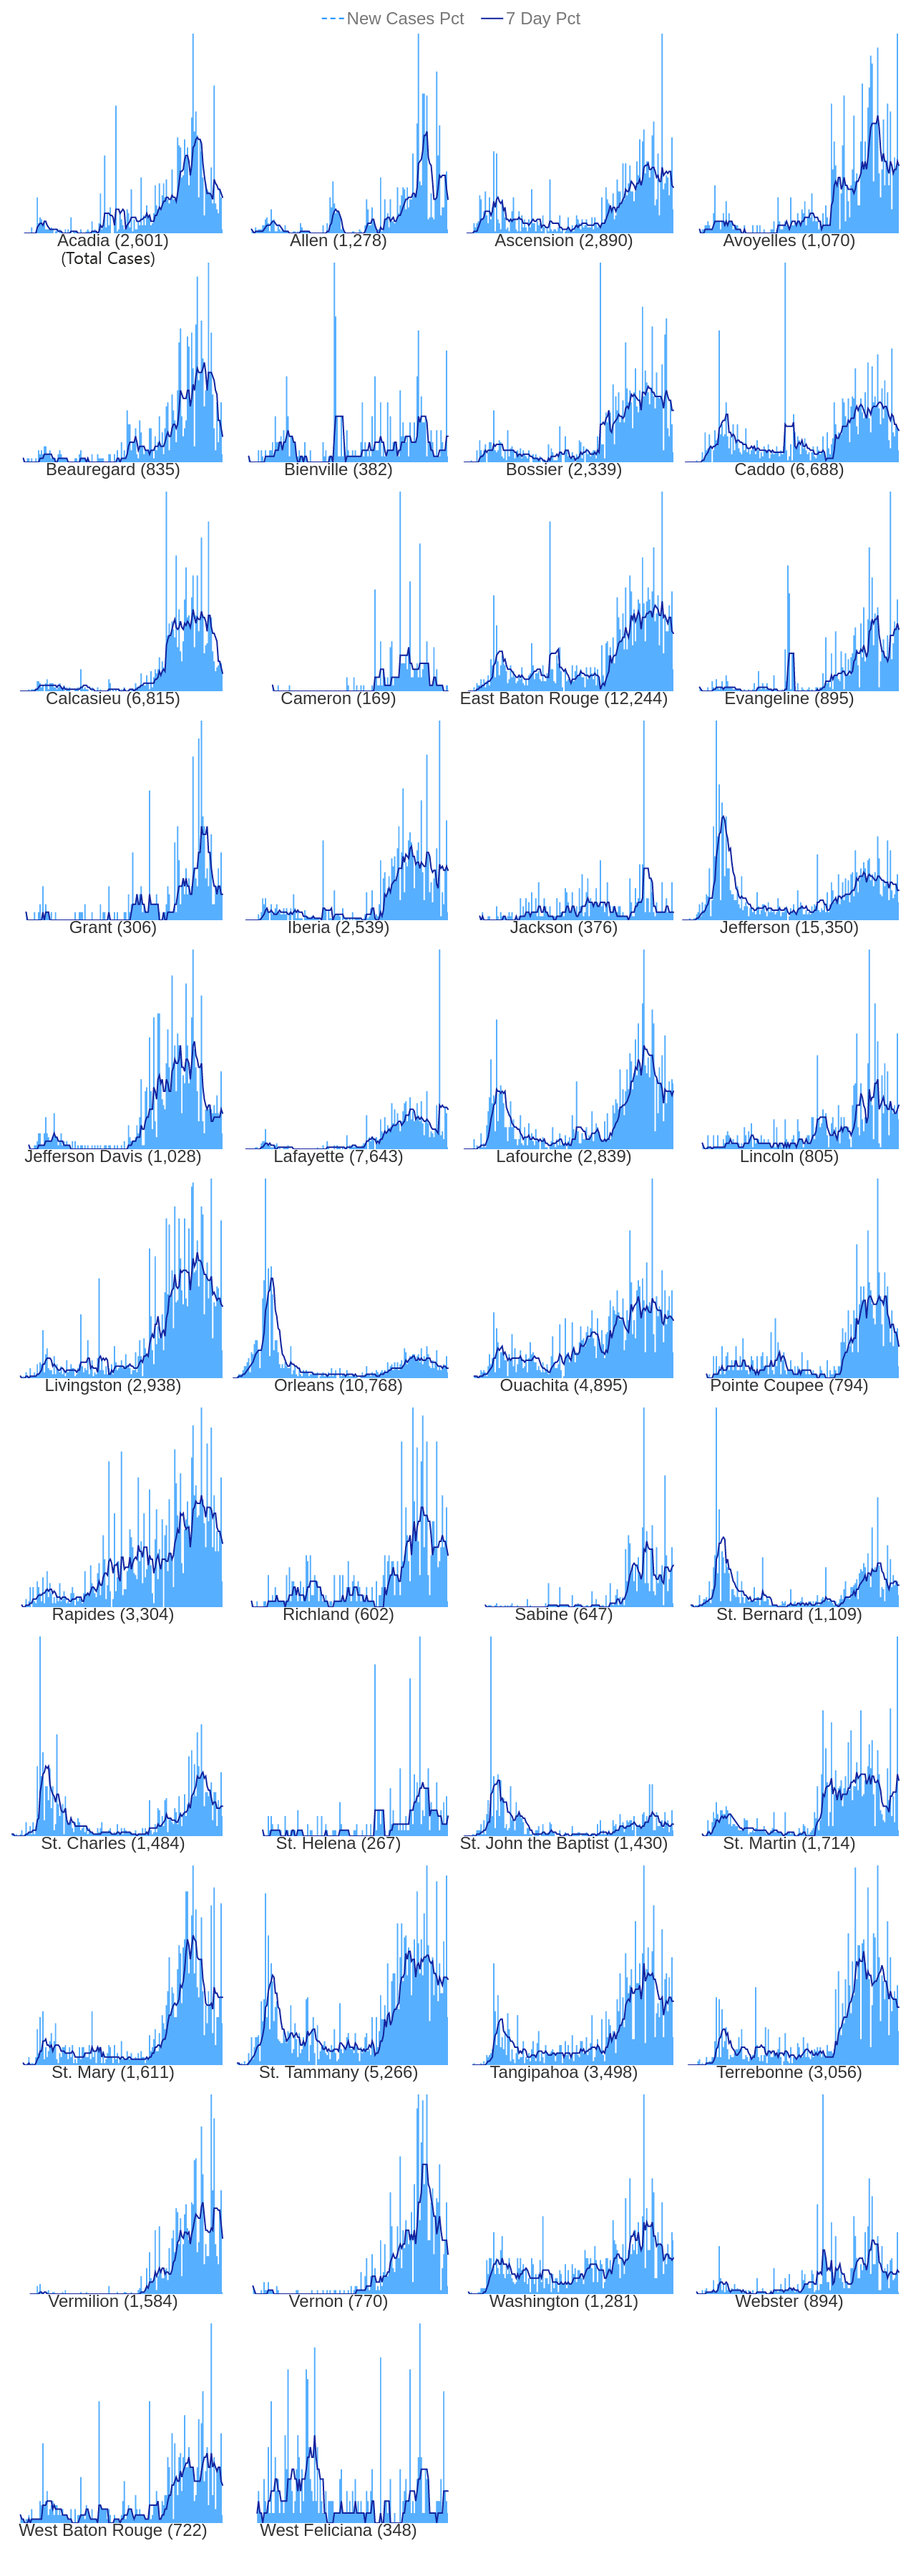 New Cases Pct 7 Day Pct
Acadia (2,601) Allen (1,278) Ascension (2,890) Avoyelles (1,070)
(Total Cases)
Beauregard (835) Bienville (382) Bossier (2,339) Caddo (6,688)
Calcasieu (6,815) Cameron (169) East Baton Rouge (12,244) Evangeline (895)
Grant (306) Iberia (2,539) Jackson (376) Jefferson (15,350)
Jefferson Davis (1,028) Lafayette (7,643) Lafourche (2,839) Lincoln (805)
Livingston (2,938) Orleans (10,768) Ouachita (4,895) Pointe Coupee (794)
Rapides (3,304) Richland (602) Sabine (647) St. Bernard (1,109)
St. Charles (1,484) St. Helena (267) St. John the Baptist (1,430) St. Martin (1,714)
St. Mary (1,611) St. Tammany (5,266) Tangipahoa (3,498) Terrebonne (3,056)
Vermilion (1,584) Vernon (770) Washington (1,281) Webster (894)
West Baton Rouge (722) West Feliciana (348)